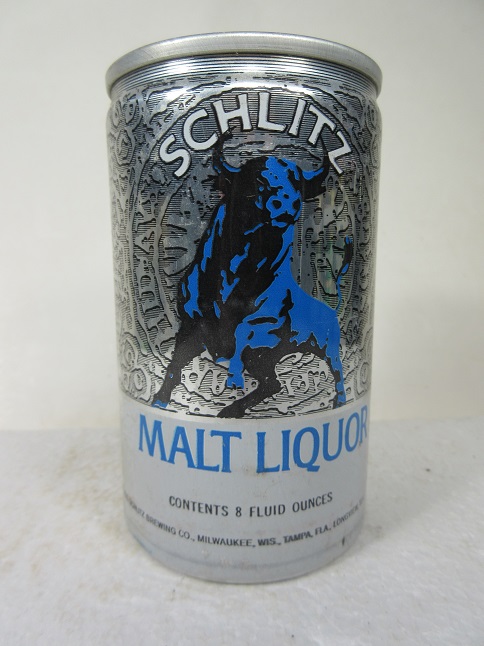 SCHLITZ
MALT LIQUOR
CONTENTS 8 FLUID OUNCES
BREWING CO., MILWAUKEE, WIS., TAMPA, FLA.,